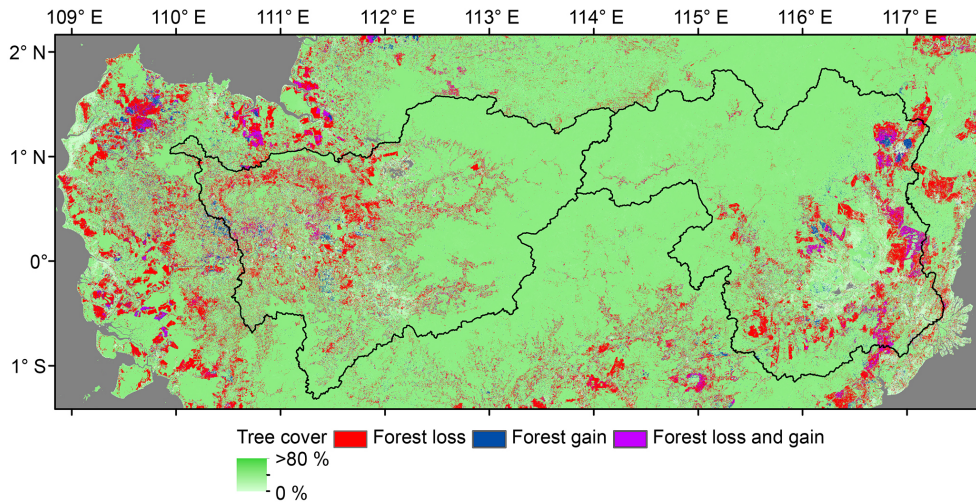 109° E 110° E 111° E 112° E 113° E 114° E 115° E 116° E 117° E
2° N
1° N
0°
1° S
Tree cover Forest loss Forest gain Forest loss and gain
>80 %
0 %